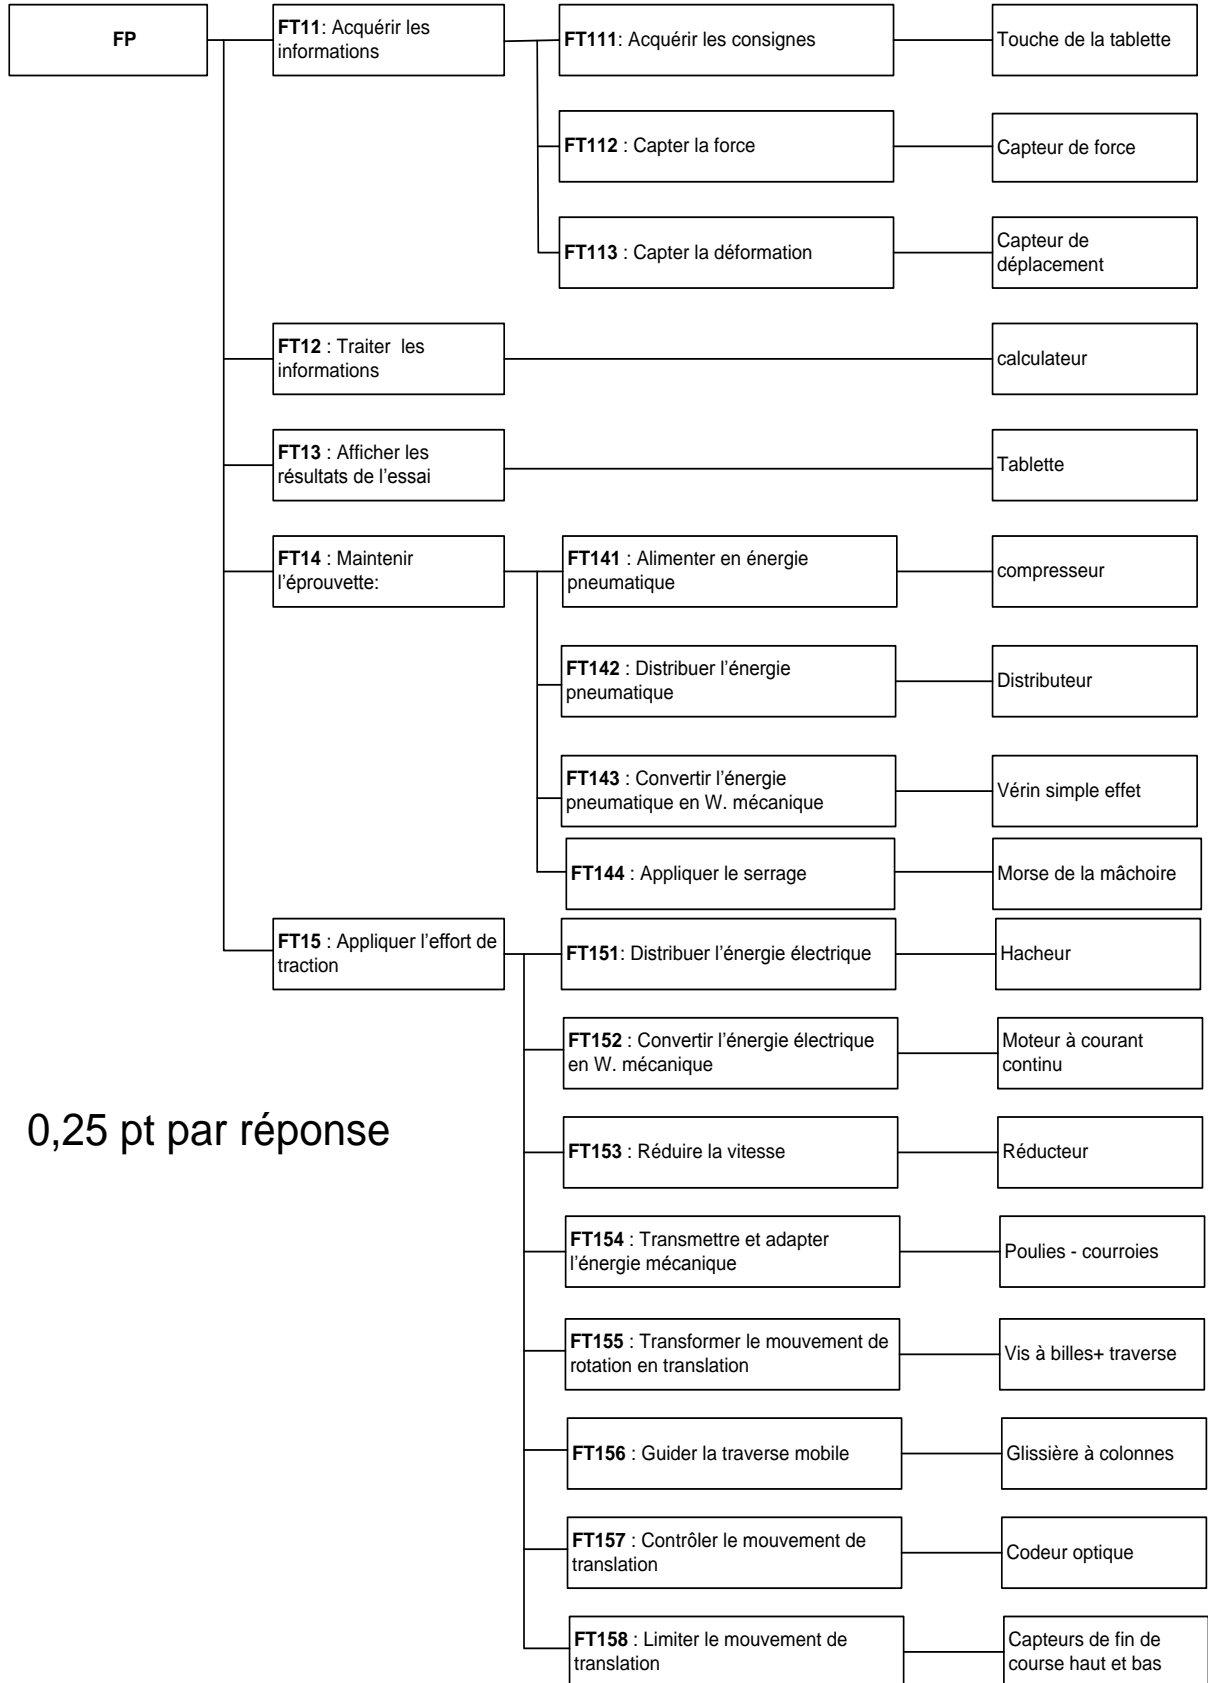 FP
FT11: Acquérir les
informations
FT111: Acquérir les consignes
Touche de la tablette
FT112 : Capter la force
Capteur de force
FT113 : Capter la déformation
Capteur de
déplacement
FT12 : Traiter les
informations
calculateur
FT13 : Afficher les
résultats de l'essai
Tablette
FT14 : Maintenir
l'éprouvette:
FT141 : Alimenter en énergie
pneumatique
compresseur
FT142 : Distribuer l'énergie
pneumatique
Distributeur
FT143 : Convertir l'énergie
pneumatique en W. mécanique
Vérin simple effet
FT144 : Appliquer le serrage
Morse de la mâchoire
FT15 : Appliquer l'effort de
traction
FT151: Distribuer l'énergie électrique
Hacheur
FT152 : Convertir l'énergie électrique
en W. mécanique
Moteur à courant
continu
0,25 pt par réponse
FT153 : Réduire la vitesse
Réducteur
FT154 : Transmettre et adapter
l'énergie mécanique
Poulies - courroies
FT155 : Transformer le mouvement de
rotation en translation
Vis à billes+ traverse
FT156 : Guider la traverse mobile
Glissière à colonnes
FT157 : Contrôler le mouvement de
translation
Codeur optique
FT158 : Limiter le mouvement de
translation
Capteurs de fin de
course haut et bas